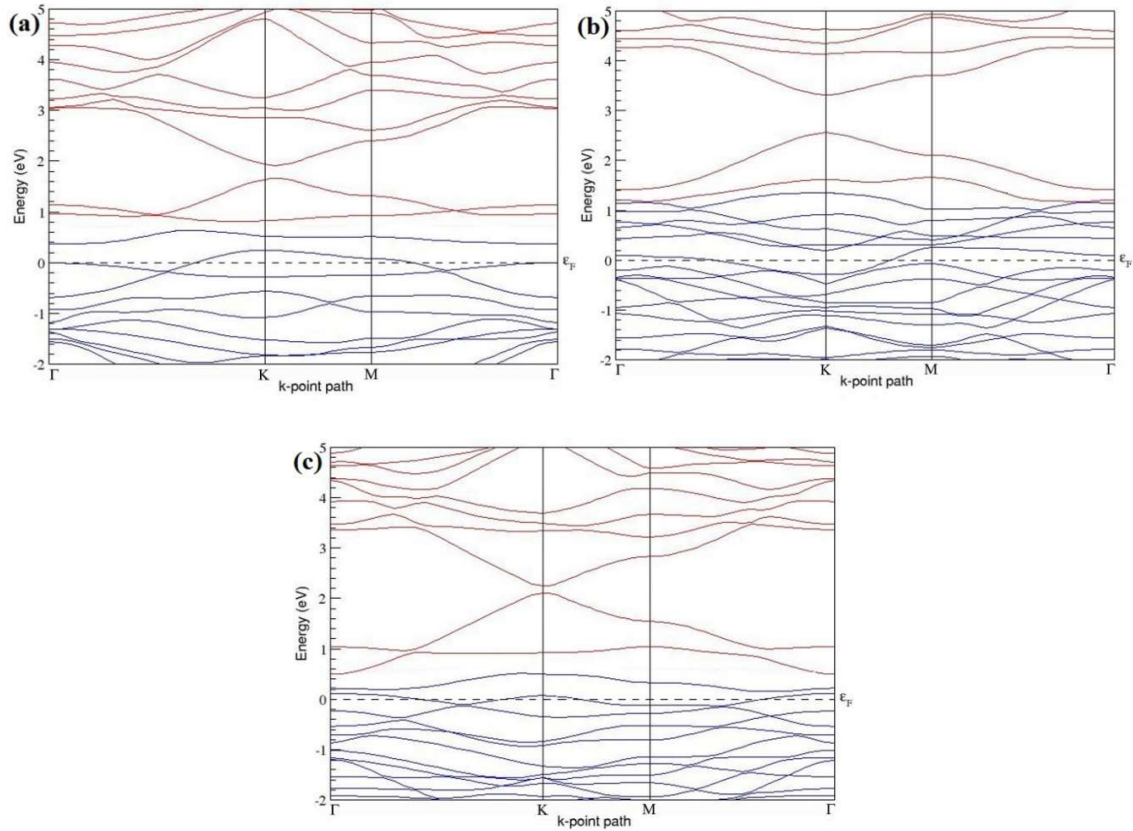 (a)
5
4
3
2
1
0
-1
-2
Energy (eV)
εF
Γ K M Γ
k-point path
(b)
5
4
3
2
1
0
-1
-2
Energy (eV)
εF
Γ K M Γ
k-point path
(c)
5
4
3
2
1
0
-1
-2
Energy (eV)
εF
Γ K M Γ
k-point path